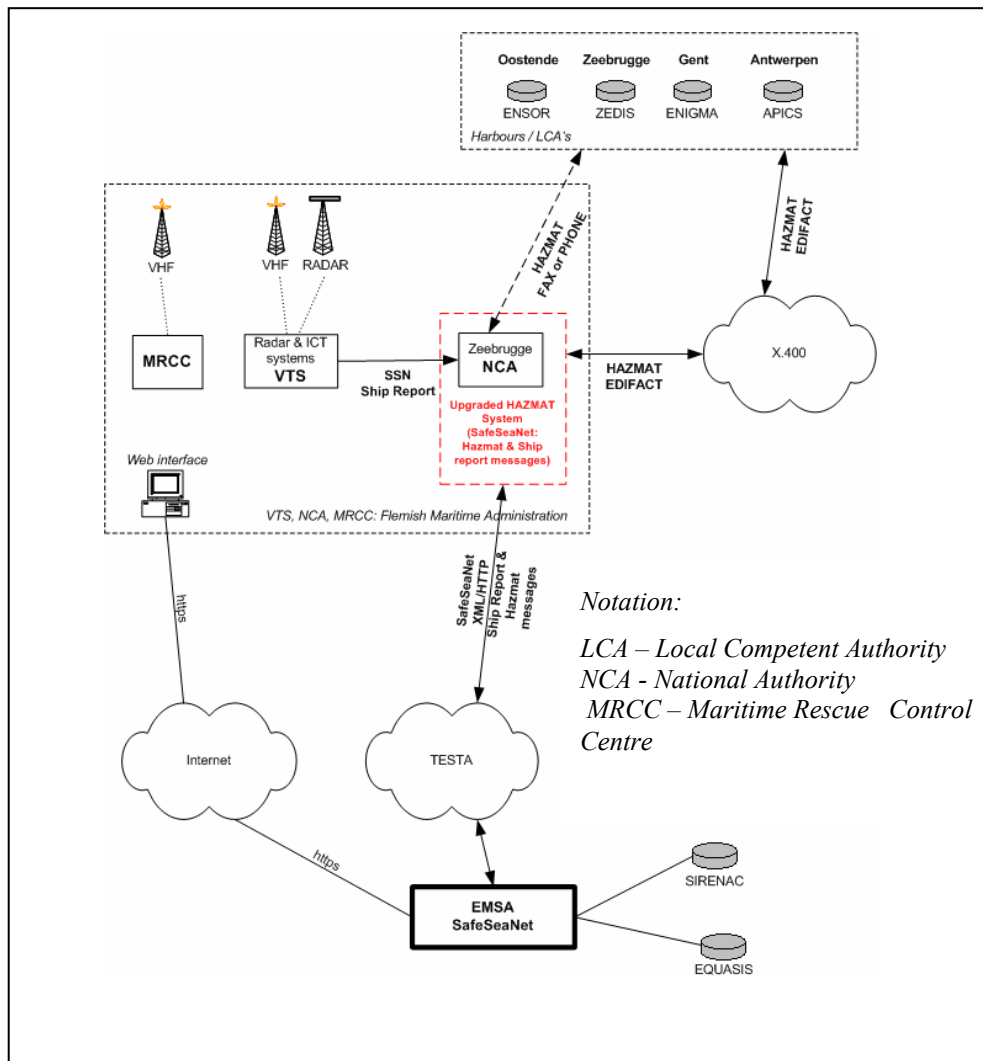 Oostende Zeebrugge Gent Antwerpen
ENSOR ZEDIS ENIGMA APICS
Harbours / LCA's
HAZMAT
FAX or PHONE
HAZMAT
EDIFACT
VHF VHF RADAR
MRCC
Radar & ICT
systems
VTS
SSN
Ship Report
Zeebrugge
NCA
HAZMAT
EDIFACT
X.400
Upgraded HAZMAT
System
(SafeSeaNet:
Hazmat & Ship
report messages)
Web interface
VTS, NCA, MRCC: Flemish Maritime Administration
https
SafeSeaNet
XML/HTTP
Ship Report &
Hazmat
messages
Notation:
LCA – Local Competent Authority
NCA - National Authority
MRCC – Maritime Rescue Control
Centre
Internet
TESTA
https
EMSA
SafeSeaNet
SIRENAC
EQUASIS